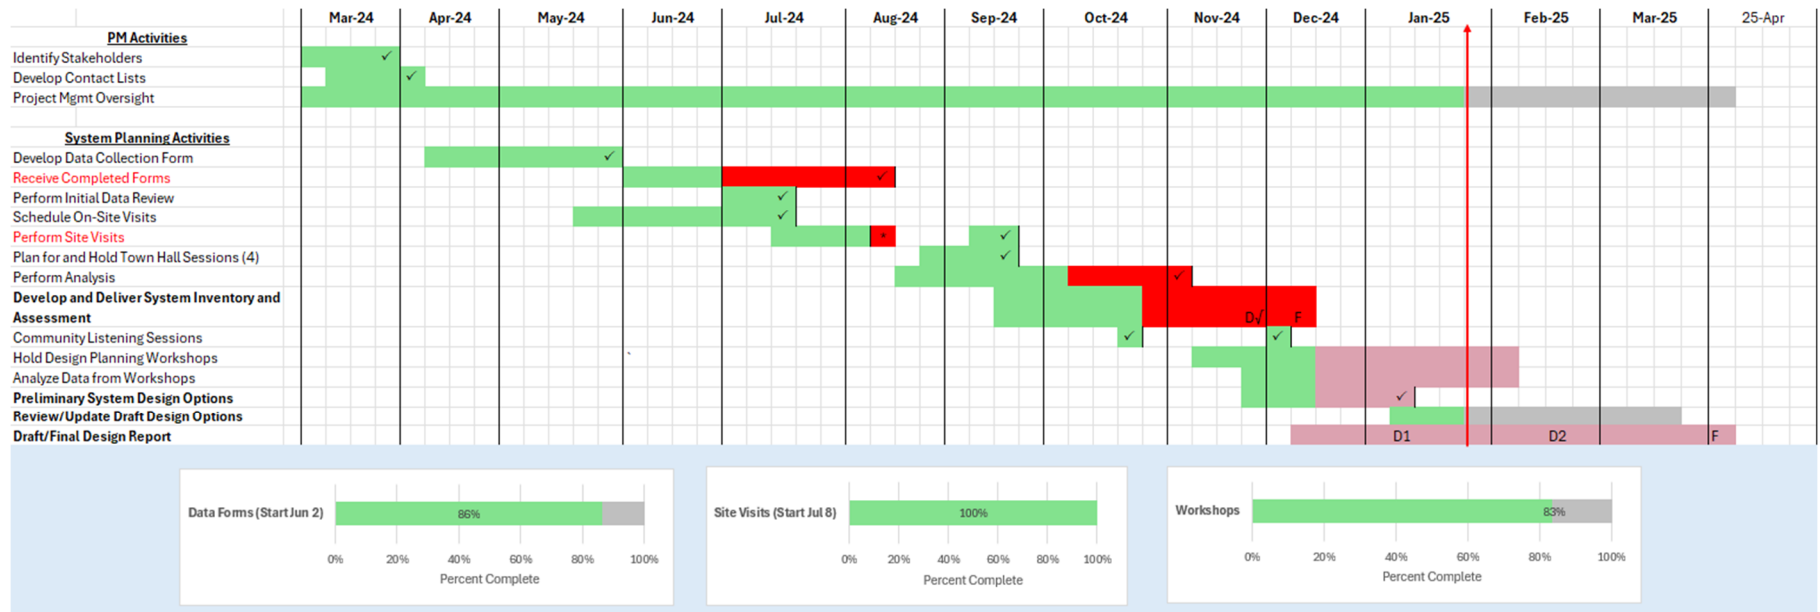 Mar-24 Apr-24 May-24 Jun-24 Jul-24 Aug-24 Sep-24 Oct-24 Nov-24 Dec-24 Jan-25 Feb-25 Mar-25 25-Apr
PM Activities
Identify Stakeholders ✓
Develop Contact Lists ✓
Project Mgmt Oversight
System Planning Activities
Develop Data Collection Form ✓
Receive Completed Forms ✓
Perform Initial Data Review ✓
Schedule On-Site Visits ✓
Perform Site Visits * ✓
Plan for and Hold Town Hall Sessions (4) ✓
Perform Analysis ✓
Develop and Deliver System Inventory and
Assessment D√ F
Community Listening Sessions ✓ ✓
Hold Design Planning Workshops `
Analyze Data from Workshops
Preliminary System Design Options ✓
Review/Update Draft Design Options
Draft/Final Design Report D1 D2 F
Data Forms (Start Jun 2) 86%
0% 20% 40% 60% 80% 100%
Percent Complete
Site Visits (Start Jul 8) 100%
0% 20% 40% 60% 80% 100%
Percent Complete
Workshops 83%
0% 20% 40% 60% 80% 100%
Percent Complete